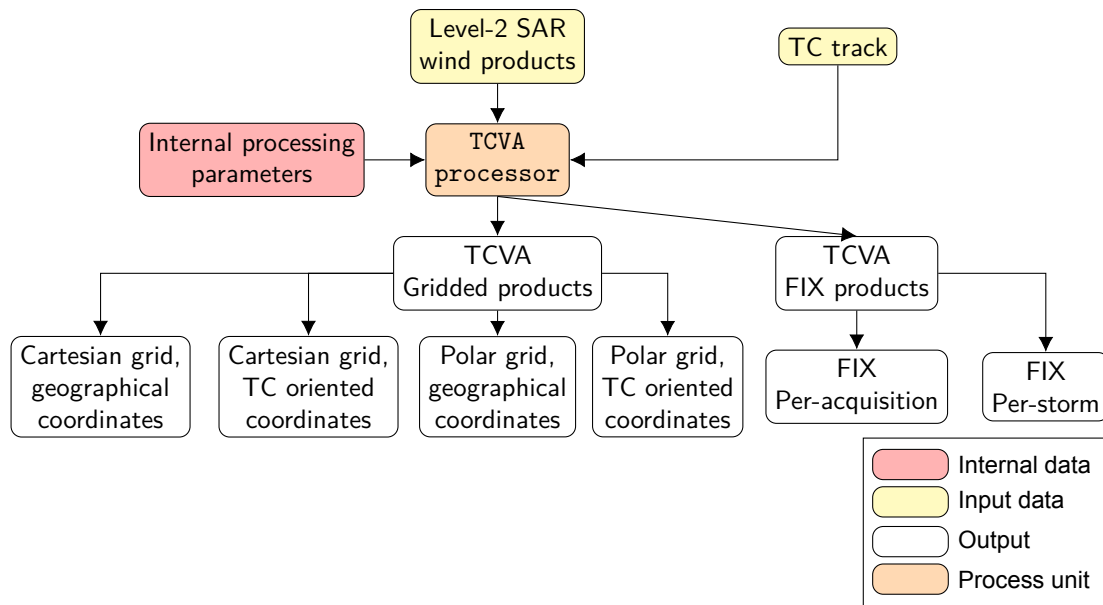 Level-2 SAR
wind products
TC track
Internal processing
parameters
TCVA
processor
TCVA
Gridded products
TCVA
FIX products
Cartesian grid,
geographical
coordinates
Cartesian grid,
TC oriented
coordinates
Polar grid,
geographical
coordinates
Polar grid,
TC oriented
coordinates
FIX
Per-acquisition
FIX
Per-storm
Internal data
Input data
Output
Process unit